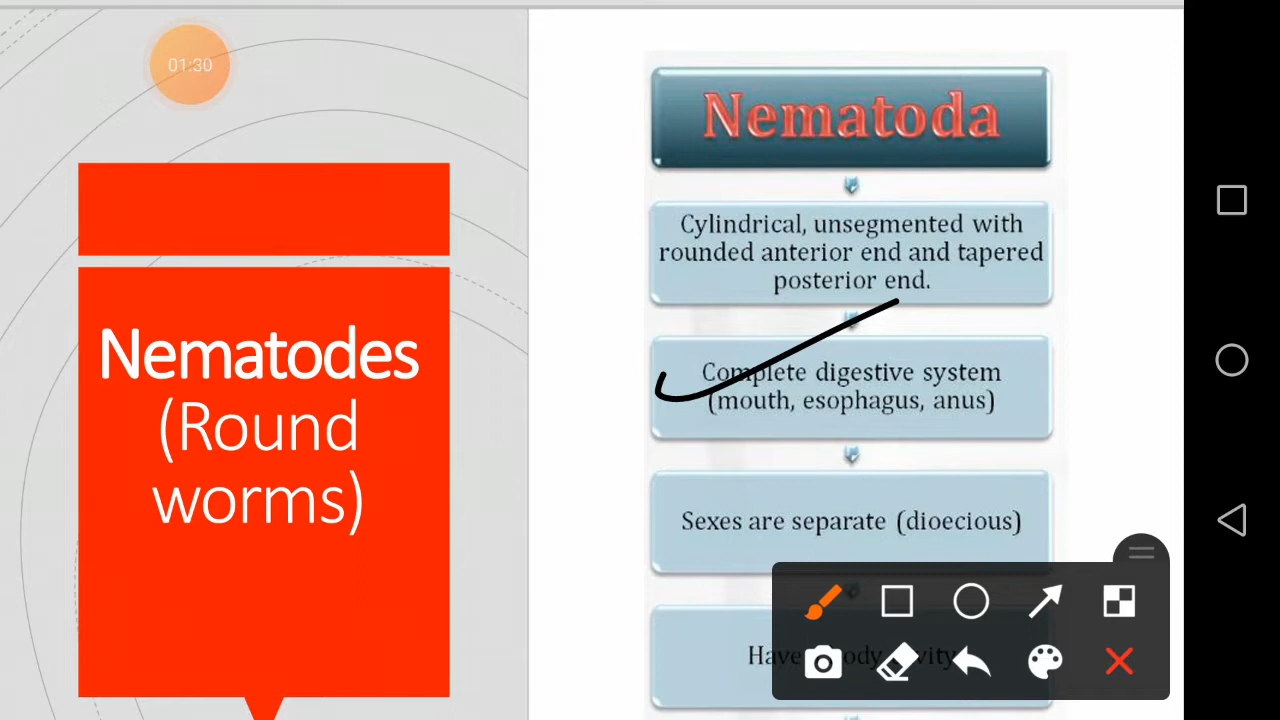 01:30
Nematodes
(Round
worms)
Nematoda
Cylindrical, unsegmented with
rounded anterior end and tapered
posterior end.
Complete digestive system
(mouth, esophagus, anus)
Sexes are separate (dioecious)
Have